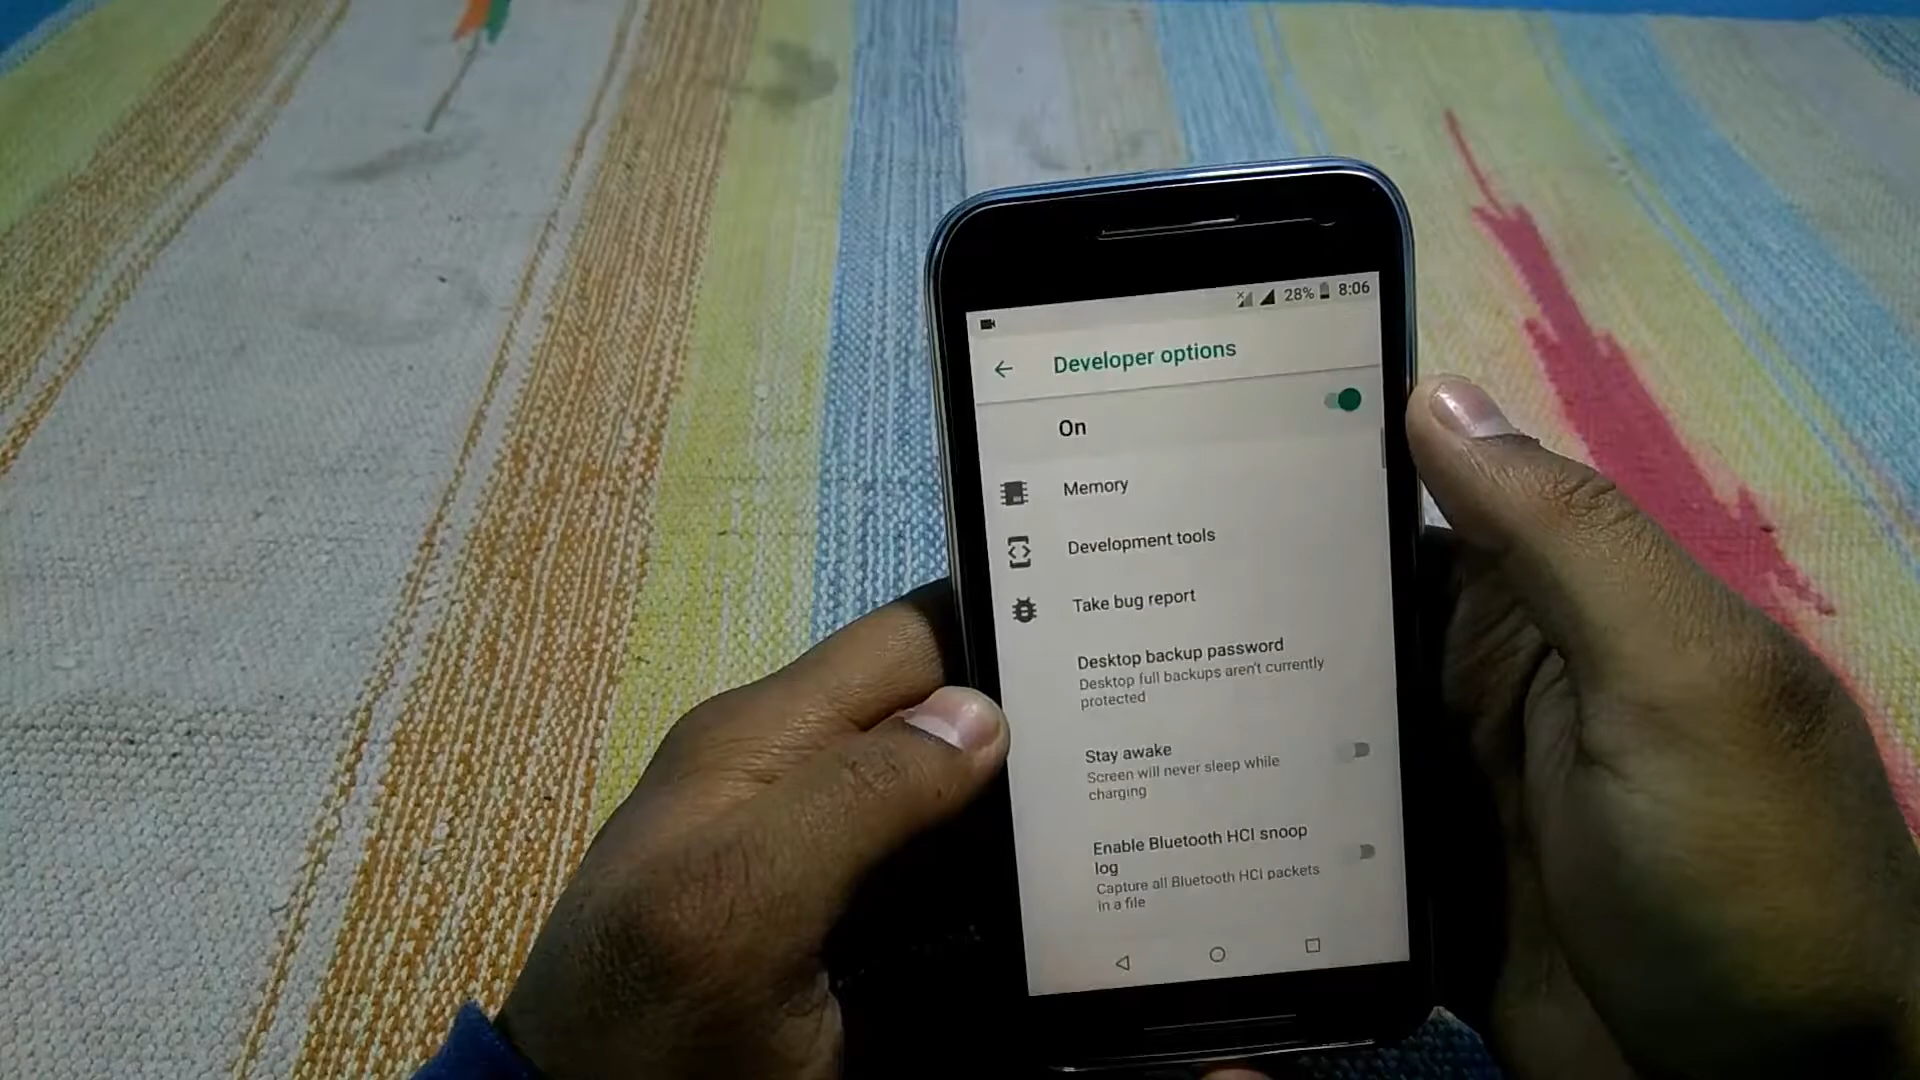 28% 8:06
Developer options
On
Memory
Development tools
Take bug report
Desktop backup password
Desktop full backups aren't currently
protected
Stay awake
Screen will never sleep while
charging
Enable Bluetooth HCI snoop
log
Capture all Bluetooth HCI packets
in a file